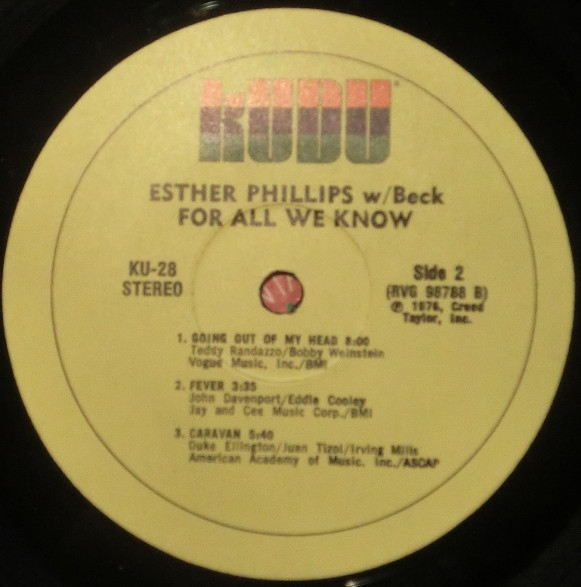 KUDU
ESTHER PHILLIPS w/Beck
FOR ALL WE KNOW
KU-28
STEREO
Side 2
(RVG 98788 B)
℗ 1976, Creed
Taylor, Inc.
1. GOING OUT OF MY HEAD 8:00
Teddy Randazzo/Bobby Weinstein
Vogue Music, Inc./BMI
2. FEVER 3:35
John Davenport/Eddie Cooley
Jay and Cee Music Corp./BMI
3. CARAVAN 5:40
Duke Ellington/Juan Tizol/Irving Mills
American Academy of Music, Inc./ASCAP